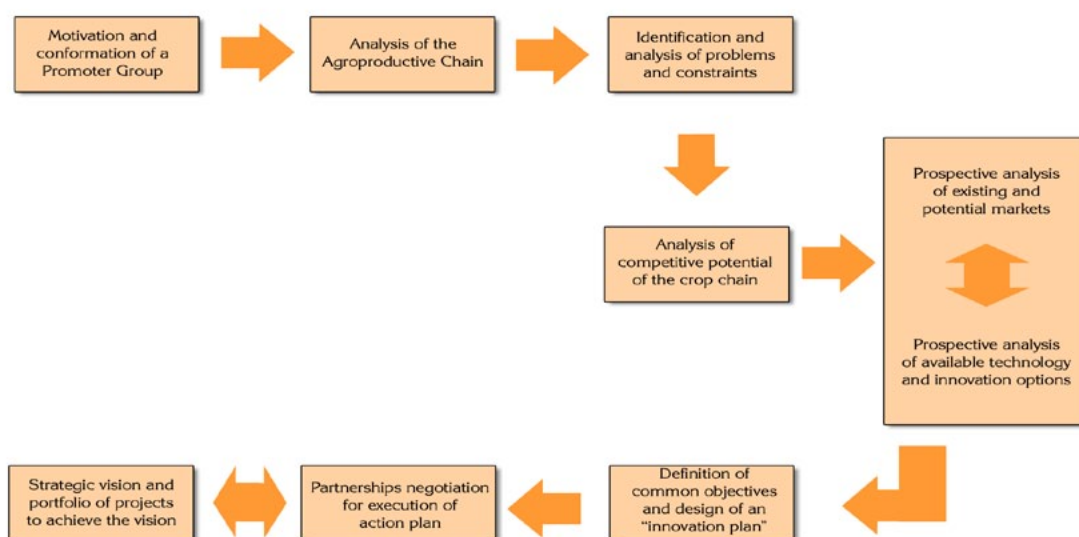 Motivation and
conformation of a
Promoter Group
Analysis of the
Agroproductive Chain
Identification and
analysis of problems
and constraints
Analysis of
competitive potential
of the crop chain
Prospective analysis
of existing and
potential markets
Prospective analysis
of available technology
and innovation options
Definition of
common objectives
and design of an
“innovation plan”
Partnerships negotiation
for execution of
action plan
Strategic vision and
portfolio of projects
to achieve the vision